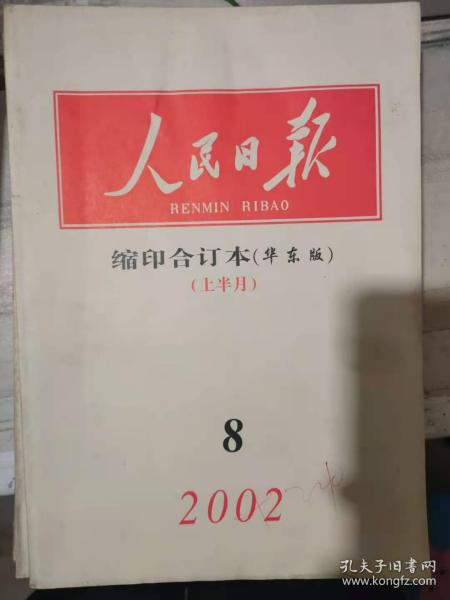 人民日报
RENMIN RIBAO
缩印合订本(华东版)
(上半月)
8
2002
孔夫子旧书网
www.kongfz.com